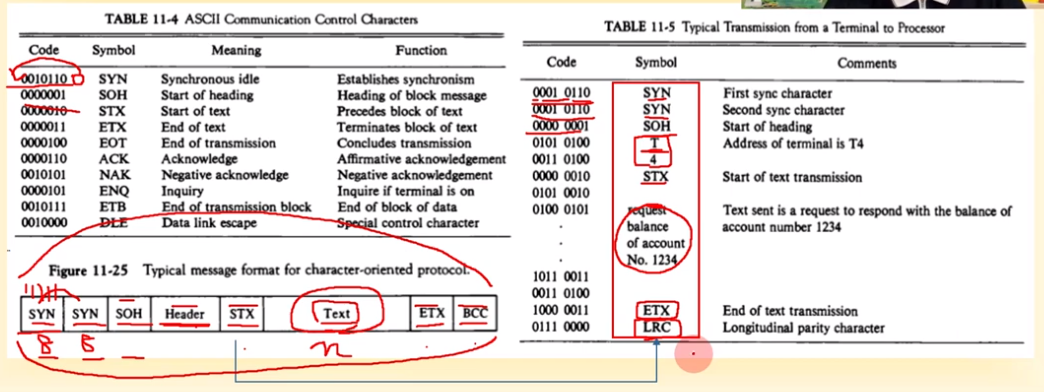 TABLE 11-4 ASCII Communication Control Characters
Code Symbol Meaning Function
0010110 SYN Synchronous idle Establishes synchronism
0000001 SOH Start of heading Heading of block message
0000010 STX Start of text Precedes block of text
0000011 ETX End of text Terminates block of text
0000100 EOT End of transmission Concludes transmission
0000110 ACK Acknowledge Affirmative acknowledgement
0010101 NAK Negative acknowledge Negative acknowledgement
0000101 ENQ Inquiry Inquire if terminal is on
0010111 ETB End of transmission block End of block of data
0010000 DLE Data link escape Special control character
Figure 11-25 Typical message format for character-oriented protocol.
SYN SYN SOH Header STX Text ETX BCC
8 8 n
TABLE 11-5 Typical Transmission from a Terminal to Processor
Code Symbol Comments
0001 0110 SYN First sync character
0001 0110 SYN Second sync character
0000 0001 SOH Start of heading
0101 0100 T Address of terminal is T4
0011 0100 4
0000 0010 STX Start of text transmission
0101 0010
0100 0101 request Text sent is a request to respond with the balance of
. balance account number 1234
. of account
. No. 1234
1011 0011
0011 0100
1000 0011 ETX End of text transmission
0111 0000 LRC Longitudinal parity character